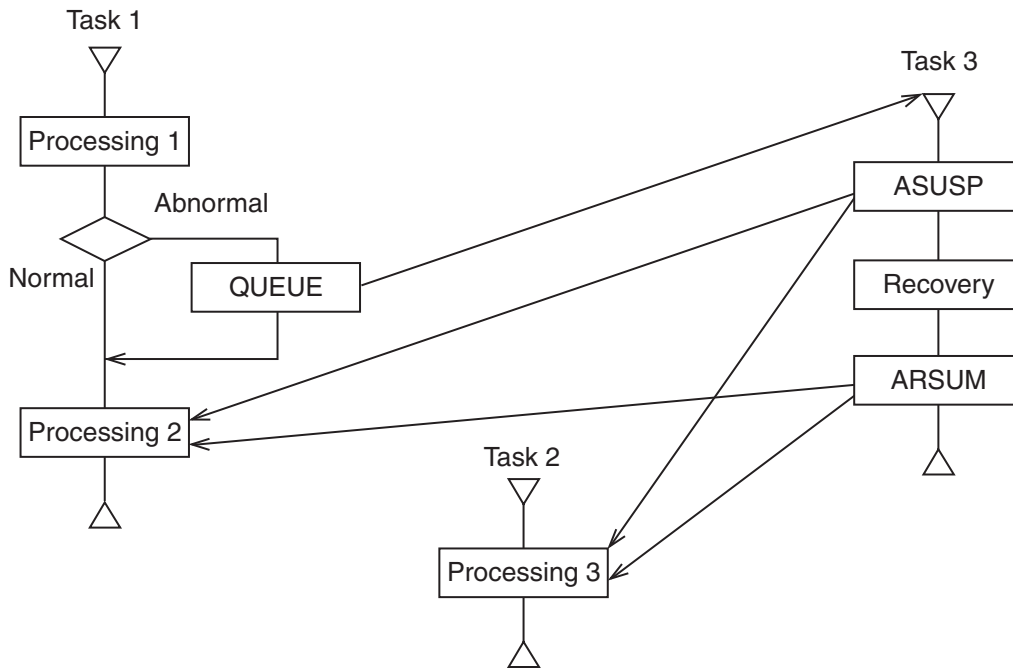 Task 1
Processing 1
Abnormal
Normal
QUEUE
Processing 2
Task 2
Processing 3
Task 3
ASUSP
Recovery
ARSUM